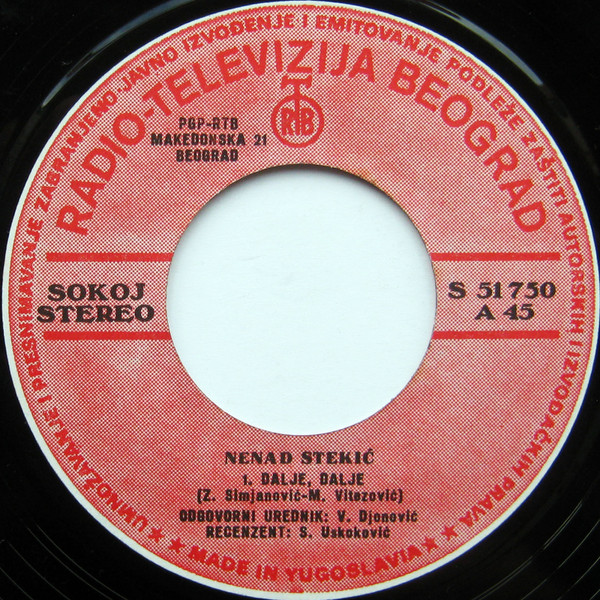 UMNOŽAVANJE I PRESNIMAVANJE ZABRANJENO · JAVNO IZVOĐENJE I EMITOVANJE PODLEŽE ZAŠTITI AUTORSKIH I IZVOĐAČKIH PRAVA
RADIO-TELEVIZIJA BEOGRAD
RTB
PGP-RTB
MAKEDONSKA 21
BEOGRAD
SOKOJ
STEREO
S 51 750
A 45
NENAD STEKIĆ
1. DALJE, DALJE
(Z. Simjanović-M. Vitezović)
ODGOVORNI UREDNIK: V. Djonović
RECENZENT: S. Uskoković
★ ★ MADE IN YUGOSLAVIA ★ ★